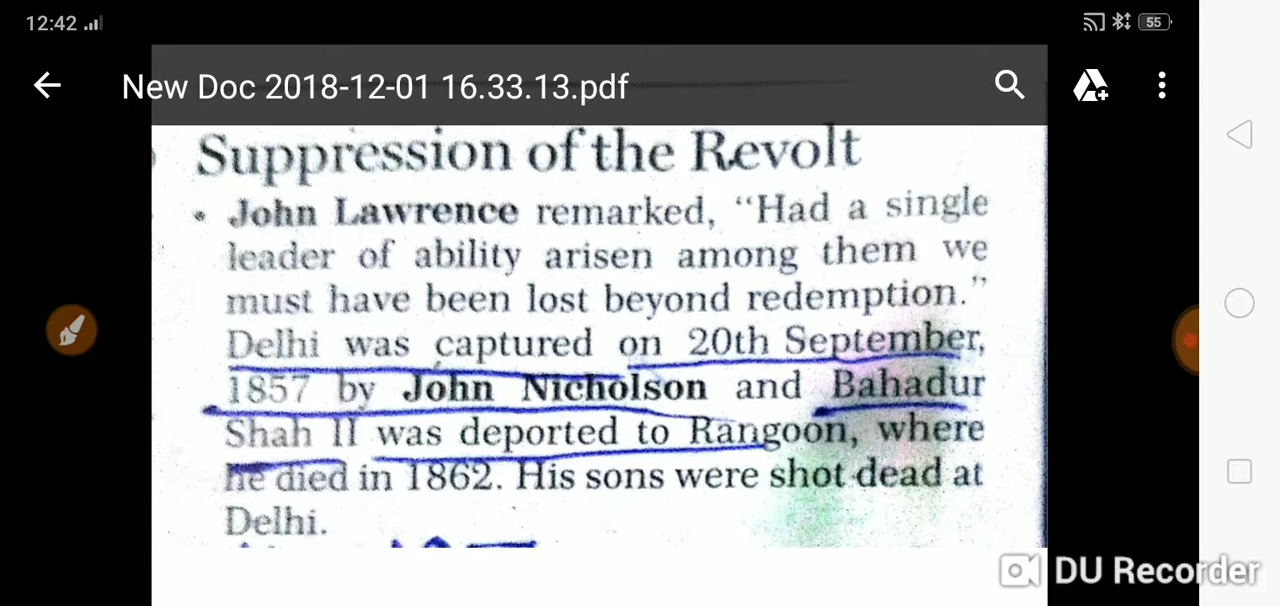 12:42
55
New Doc 2018-12-01 16.33.13.pdf
Suppression of the Revolt
• John Lawrence remarked, “Had a single
leader of ability arisen among them we
must have been lost beyond redemption.”
Delhi was captured on 20th September,
1857 by John Nicholson and Bahadur
Shah II was deported to Rangoon, where
he died in 1862. His sons were shot dead at
Delhi.
DU Recorder